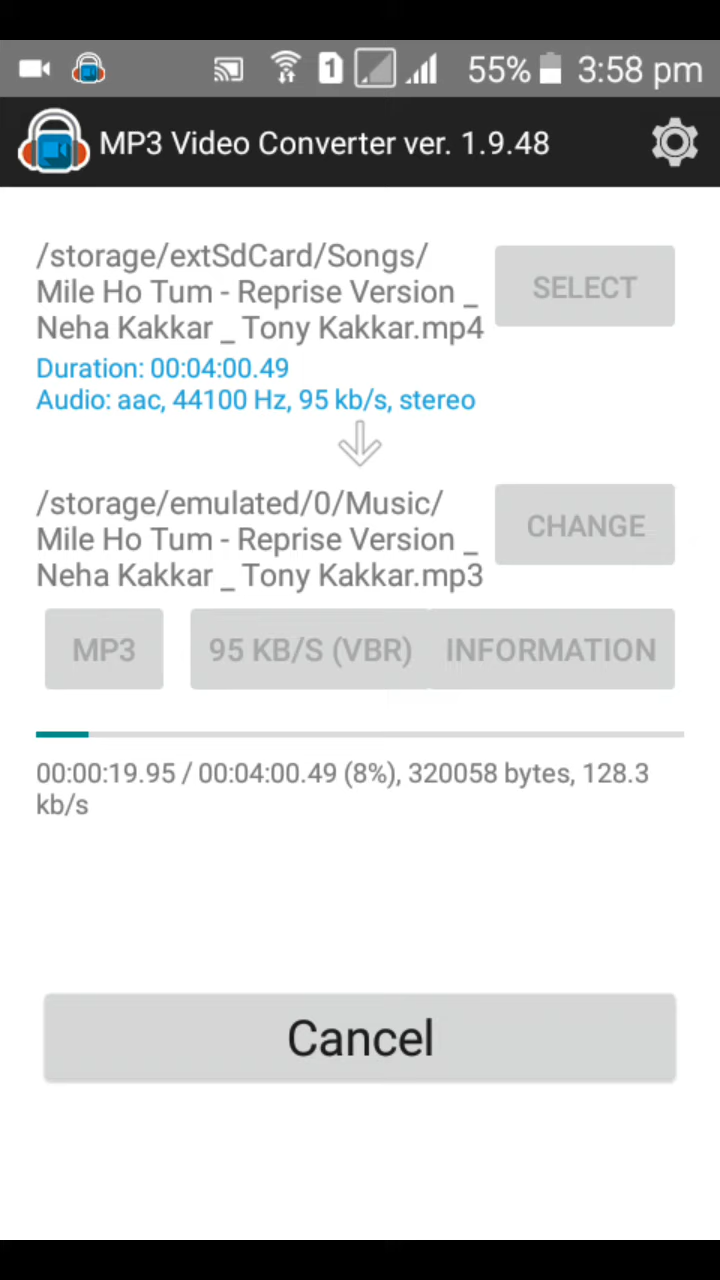 1 55% 3:58 pm
MP3 Video Converter ver. 1.9.48
/storage/extSdCard/Songs/
Mile Ho Tum - Reprise Version _
Neha Kakkar _ Tony Kakkar.mp4
SELECT
Duration: 00:04:00.49
Audio: aac, 44100 Hz, 95 kb/s, stereo
/storage/emulated/0/Music/
Mile Ho Tum - Reprise Version _
Neha Kakkar _ Tony Kakkar.mp3
CHANGE
MP3 95 KB/S (VBR) INFORMATION
00:00:19.95 / 00:04:00.49 (8%), 320058 bytes, 128.3
kb/s
Cancel